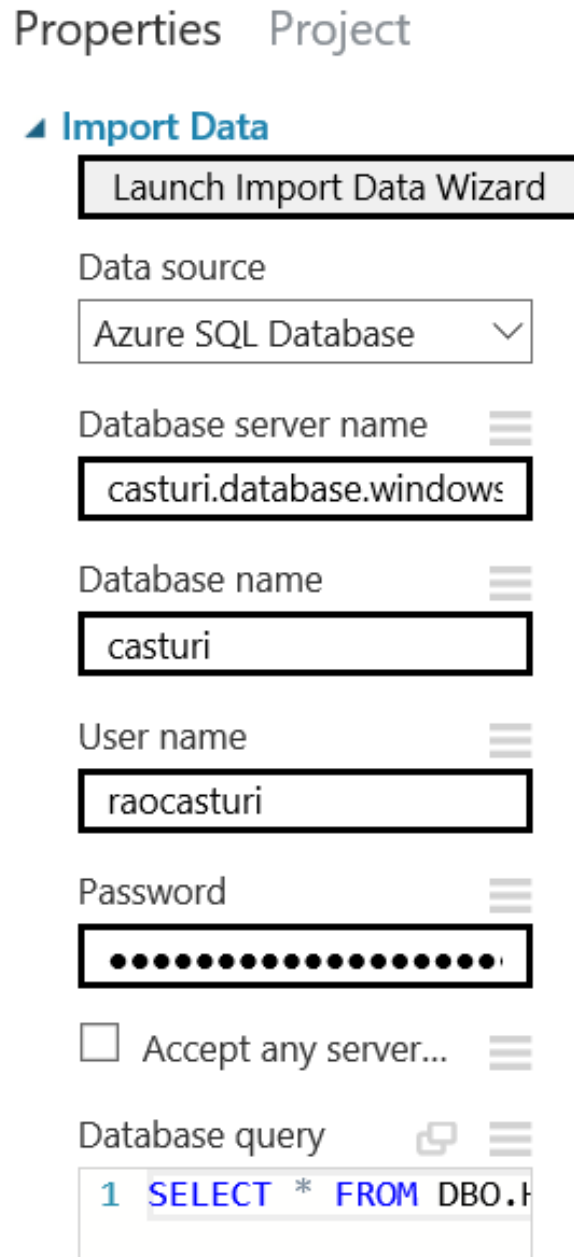 Properties Project
Import Data
Launch Import Data Wizard
Data source
Azure SQL Database
Database server name
casturi.database.windows
Database name
casturi
User name
raocasturi
Password
••••••••••••••••••
Accept any server...
Database query
1 SELECT * FROM DBO.H